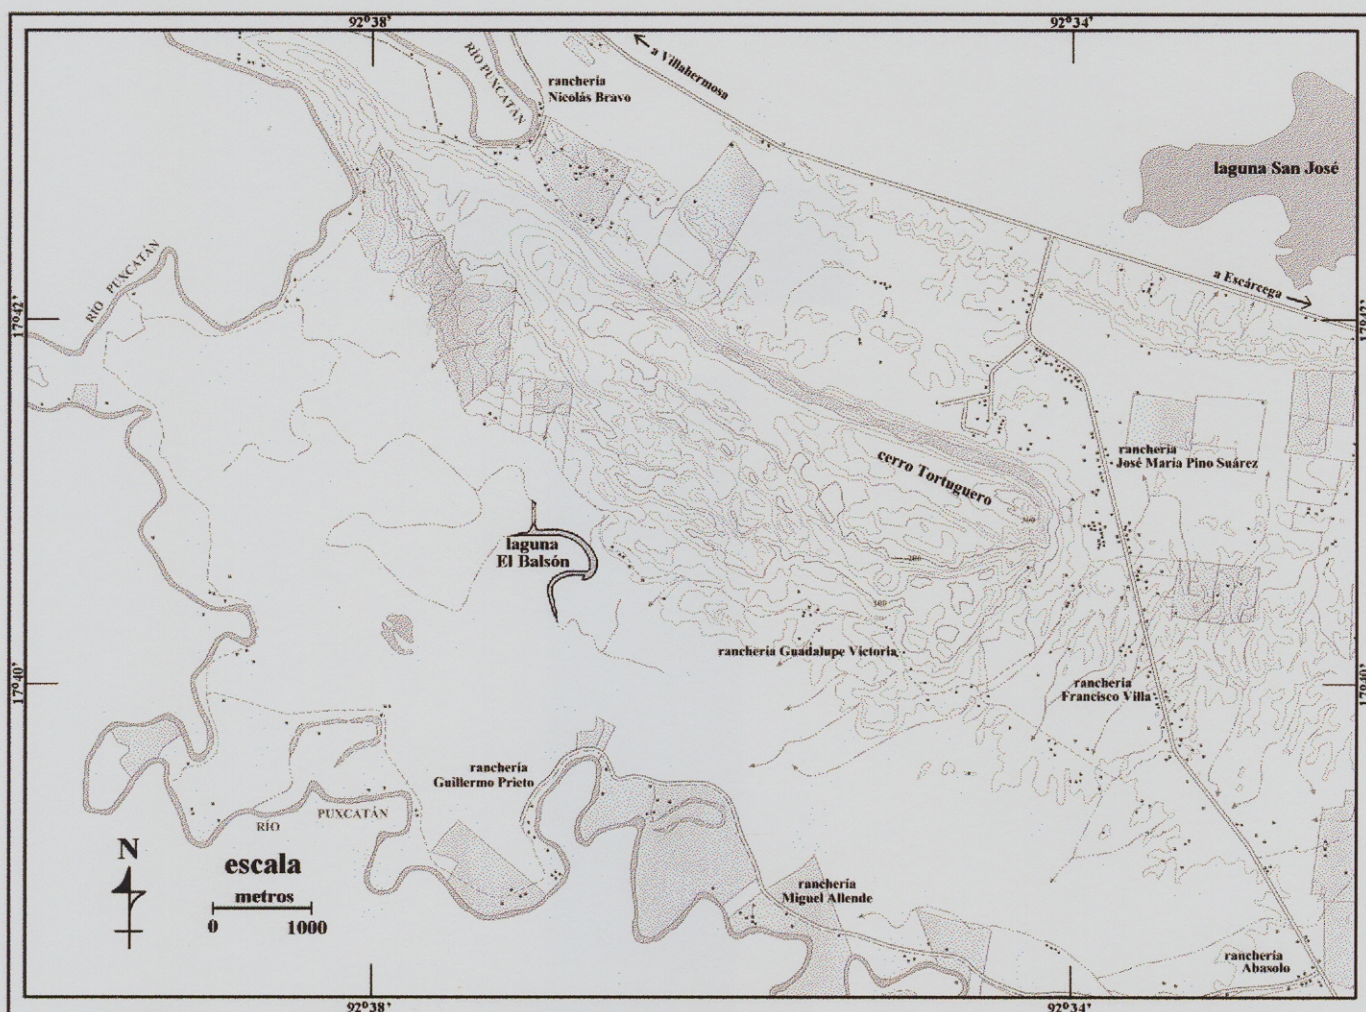 92°38'
92°34'
a Villahermosa
RÍO PUXCATÁN
ranchería
Nicolás Bravo
laguna San José
RÍO PUXCATÁN
a Escárcega
17°42'
17°42'
cerro Tortuguero
ranchería
José María Pino Suárez
300
laguna
El Balsón
ranchería Guadalupe Victoria
17°40'
17°40'
ranchería
Francisco Villa
ranchería
Guillermo Prieto
RÍO PUXCATÁN
N
escala
metros
0 1000
ranchería
Miguel Allende
ranchería
Abasolo
92°38'
92°34'